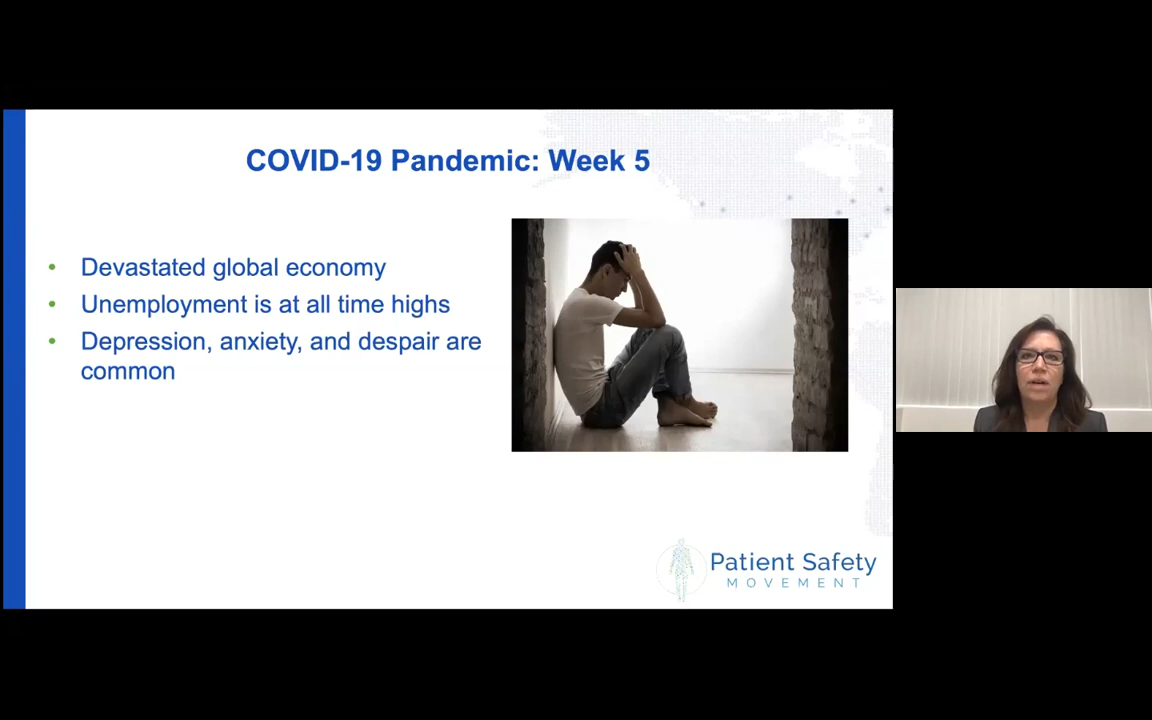 COVID-19 Pandemic: Week 5
• Devastated global economy
• Unemployment is at all time highs
• Depression, anxiety, and despair are
common
Patient Safety
MOVEMENT